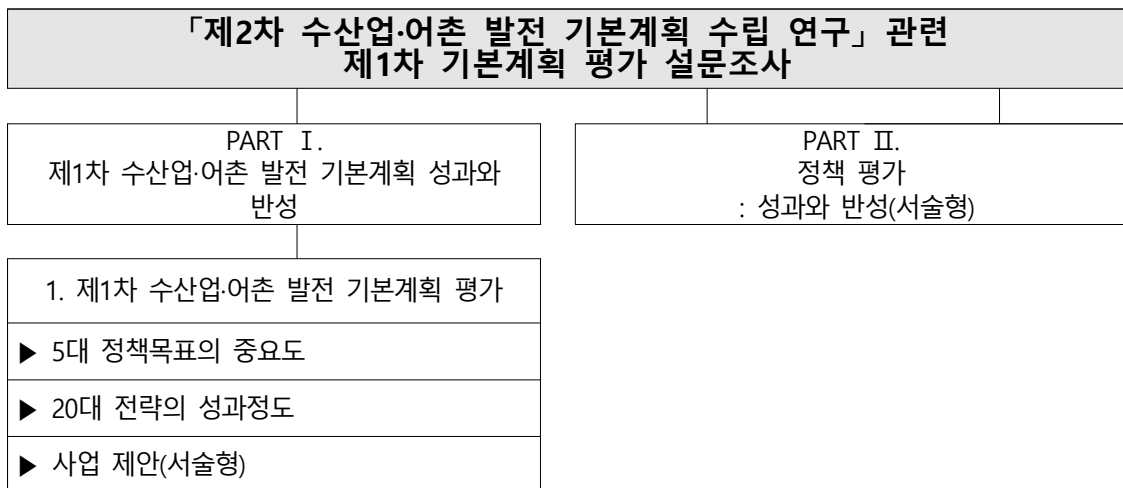 「제2차 수산업·어촌 발전 기본계획 수립 연구」 관련
제1차 기본계획 평가 설문조사
PART Ⅰ.
제1차 수산업·어촌 발전 기본계획 성과와
반성
PART Ⅱ.
정책 평가
: 성과와 반성(서술형)
1. 제1차 수산업·어촌 발전 기본계획 평가
▶ 5대 정책목표의 중요도
▶ 20대 전략의 성과정도
▶ 사업 제안(서술형)